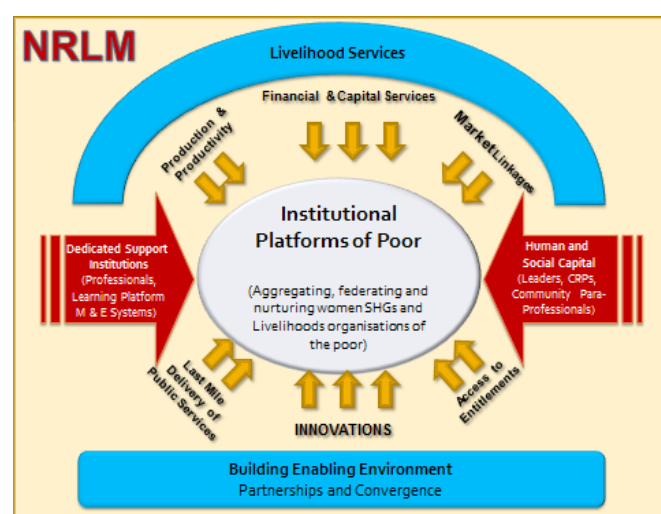 NRLM
Livelihood Services
Financial & Capital Services
Production &
Productivity
Market Linkages
Institutional
Platforms of Poor
(Aggregating, federating and
nurturing women SHGs and
Livelihoods organisations of
the poor)
Dedicated Support
Institutions
(Professionals,
Learning Platform
M & E Systems)
Human and
Social Capital
(Leaders, CRPs,
Community Para-
Professionals)
Last Mile
Delivery of
Public Services
INNOVATIONS
Access to
Entitlements
Building Enabling Environment
Partnerships and Convergence